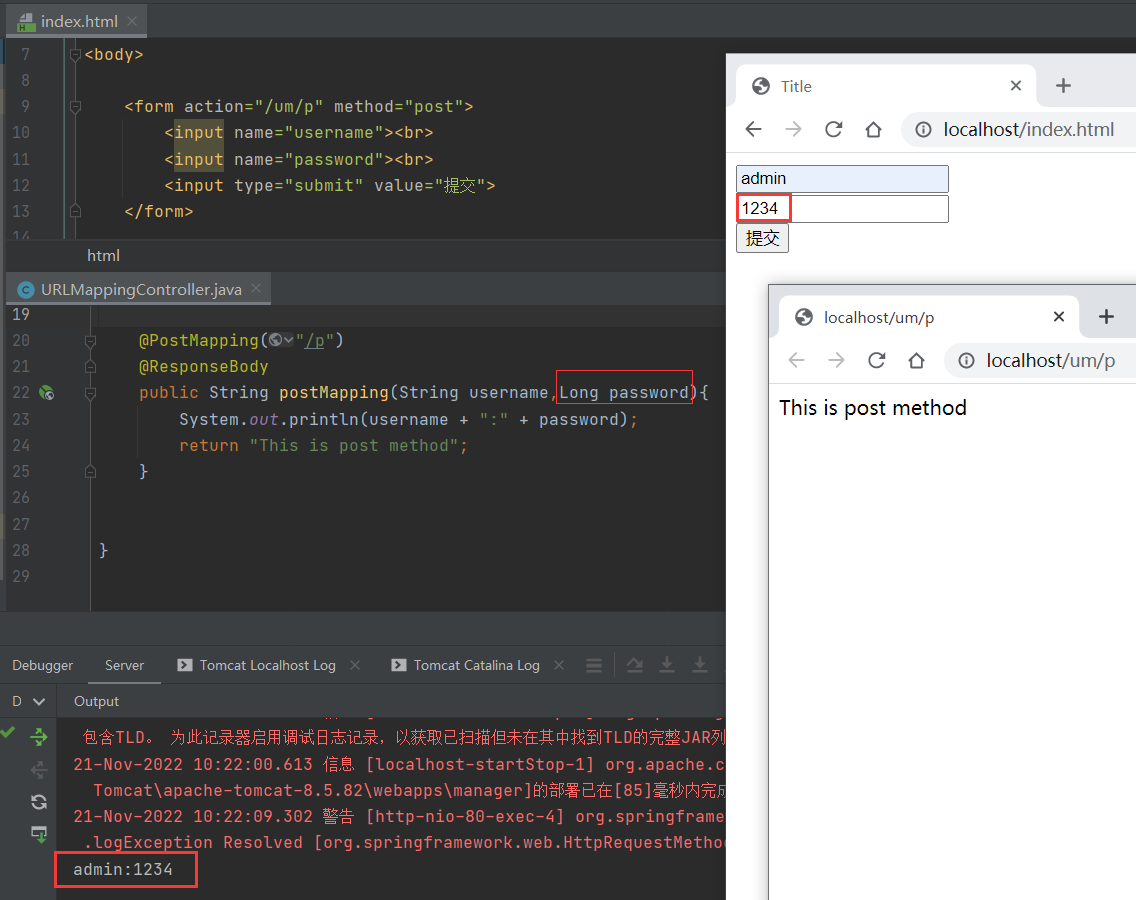 index.html
7 <body>
8
9 <form action="/um/p" method="post">
10 <input name="username"><br>
11 <input name="password"><br>
12 <input type="submit" value="提交">
13 </form>
14
html
URLMappingController.java
19
20 @PostMapping("/p")
21 @ResponseBody
22 public String postMapping(String username,Long password){
23 System.out.println(username + ":" + password);
24 return "This is post method";
25 }
26
27
28 }
29
Debugger Server Tomcat Localhost Log Tomcat Catalina Log
D Output
包含TLD。 为此记录器启用调试日志记录，以获取已扫描但未在其中找到TLD的完整JAR列
21-Nov-2022 10:22:00.613 信息 [localhost-startStop-1] org.apache.c
Tomcat\apache-tomcat-8.5.82\webapps\manager]的部署已在[85]毫秒内完成
21-Nov-2022 10:22:09.302 警告 [http-nio-80-exec-4] org.springframe
.logException Resolved [org.springframework.web.HttpRequestMetho
admin:1234
Title
localhost/index.html
admin
1234
提交
localhost/um/p
localhost/um/p
This is post method